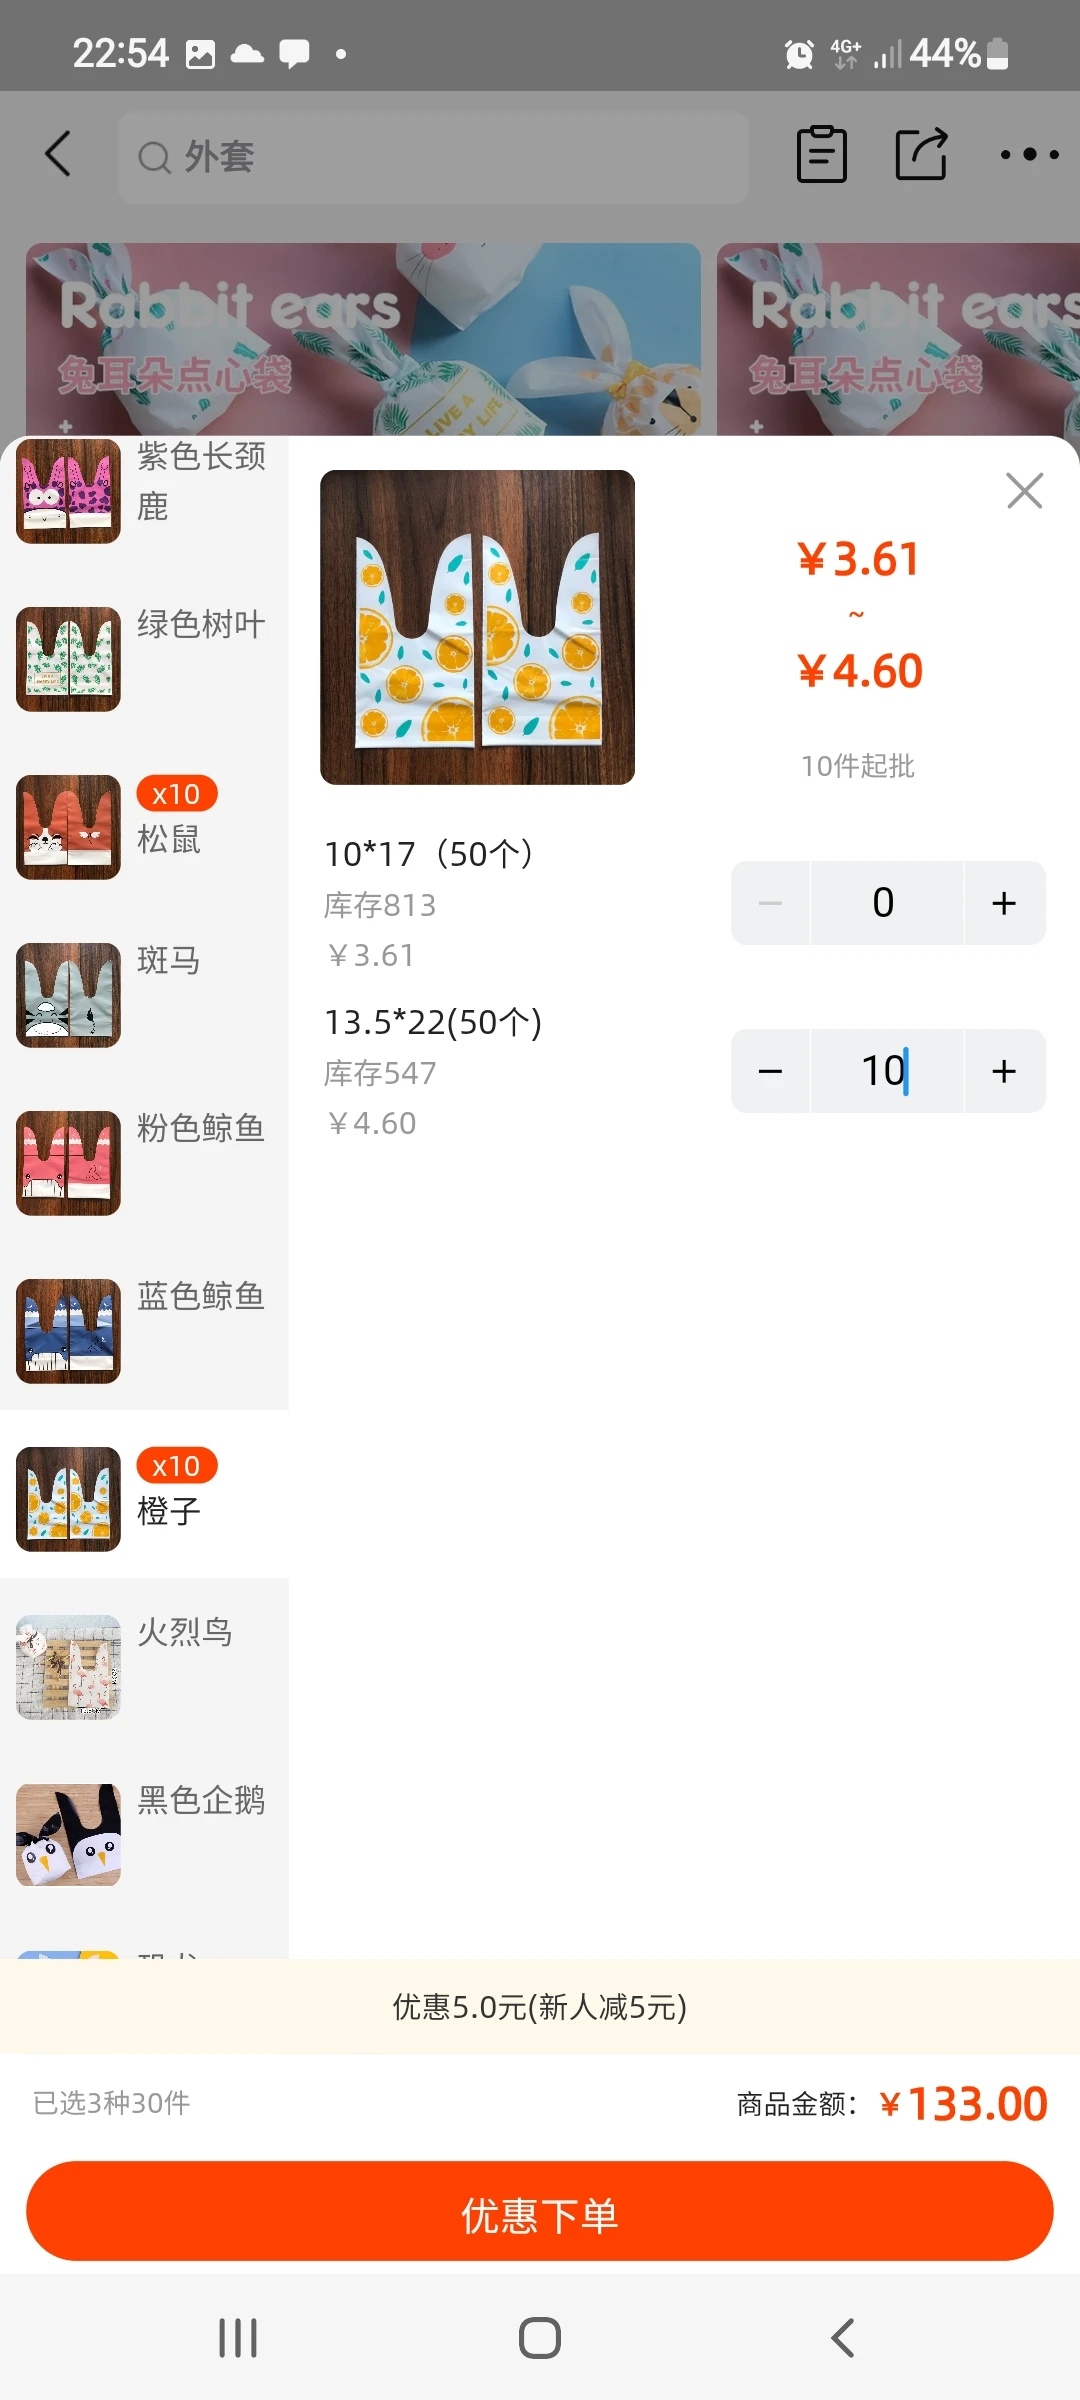 22:54
4G+
44%
外套
Rabbit ears
兔耳朵点心袋
LIVE A
Y LIFE
Rabbit ears
兔耳朵点心袋
紫色长颈
鹿
绿色树叶
x10
松鼠
斑马
粉色鲸鱼
蓝色鲸鱼
x10
橙子
火烈鸟
黑色企鹅
¥3.61
~
¥4.60
10件起批
10*17（50个）
库存813
¥3.61
0
13.5*22(50个)
库存547
¥4.60
10
优惠5.0元(新人减5元)
已选3种30件
商品金额：¥133.00
优惠下单